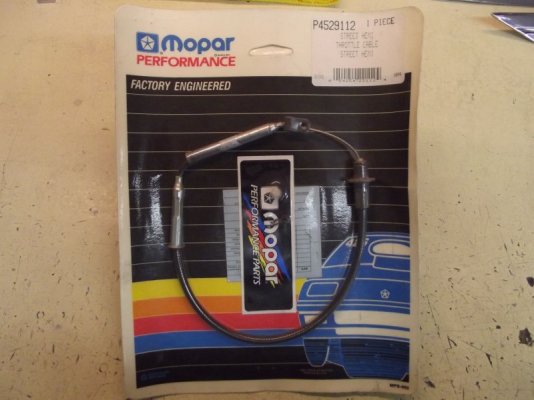 Mopar
PERFORMANCE
FACTORY ENGINEERED
P4529112 1 PIECE
STREET HEMI
THROTTLE CABLE
STREET HEMI
Mopar
PERFORMANCE PARTS